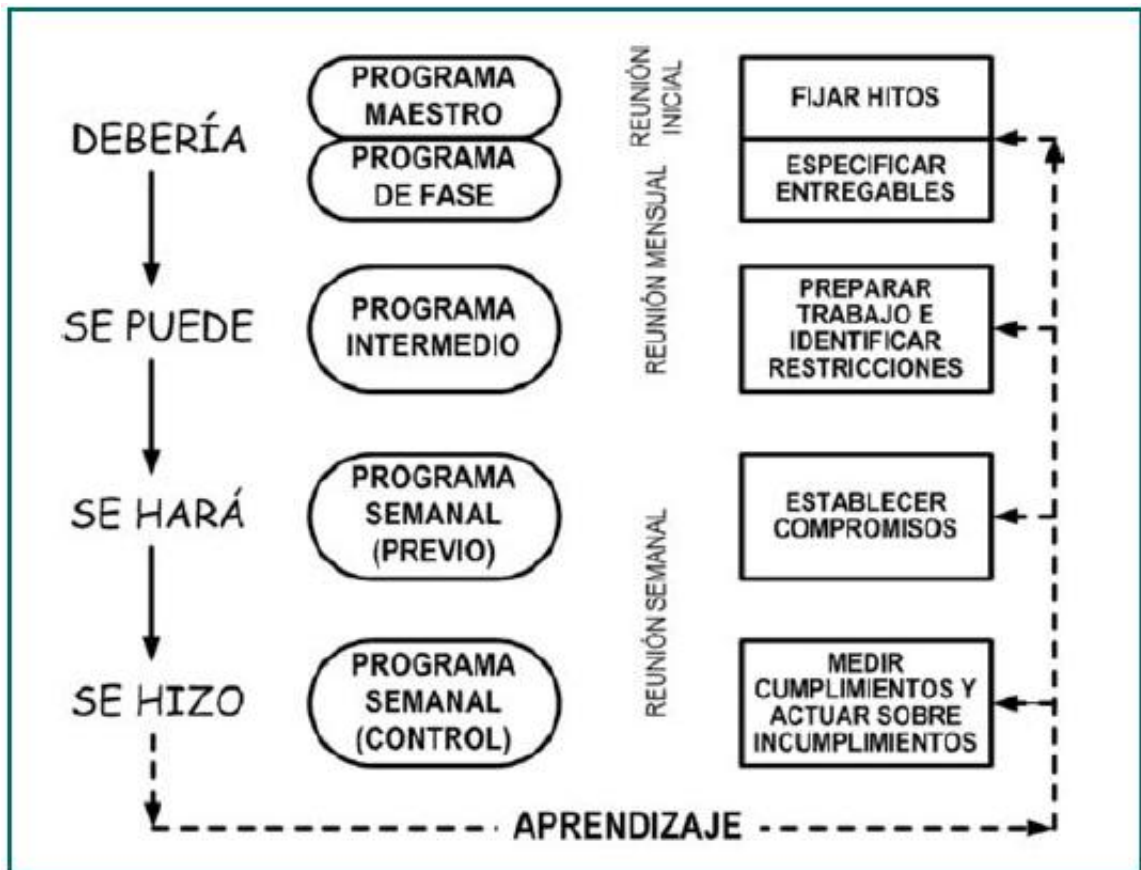 DEBERÍA
PROGRAMA
MAESTRO
PROGRAMA
DE FASE
REUNIÓN
INICIAL
FIJAR HITOS
ESPECIFICAR
ENTREGABLES
SE PUEDE
PROGRAMA
INTERMEDIO
REUNIÓN MENSUAL
PREPARAR
TRABAJO E
IDENTIFICAR
RESTRICCIONES
SE HARÁ
PROGRAMA
SEMANAL
(PREVIO)
REUNIÓN SEMANAL
ESTABLECER
COMPROMISOS
SE HIZO
PROGRAMA
SEMANAL
(CONTROL)
MEDIR
CUMPLIMIENTOS Y
ACTUAR SOBRE
INCUMPLIMIENTOS
APRENDIZAJE